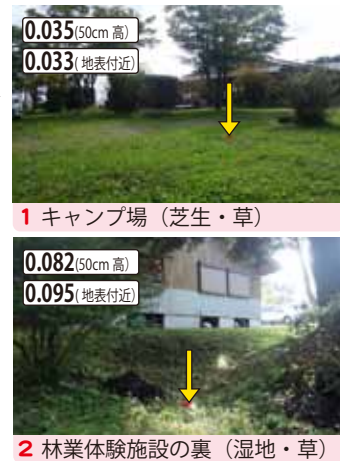 0.035(50cm 高)
0.033(地表付近)
1 キャンプ場（芝生・草）
0.082(50cm 高)
0.095(地表付近)
2 林業体験施設の裏（湿地・草）